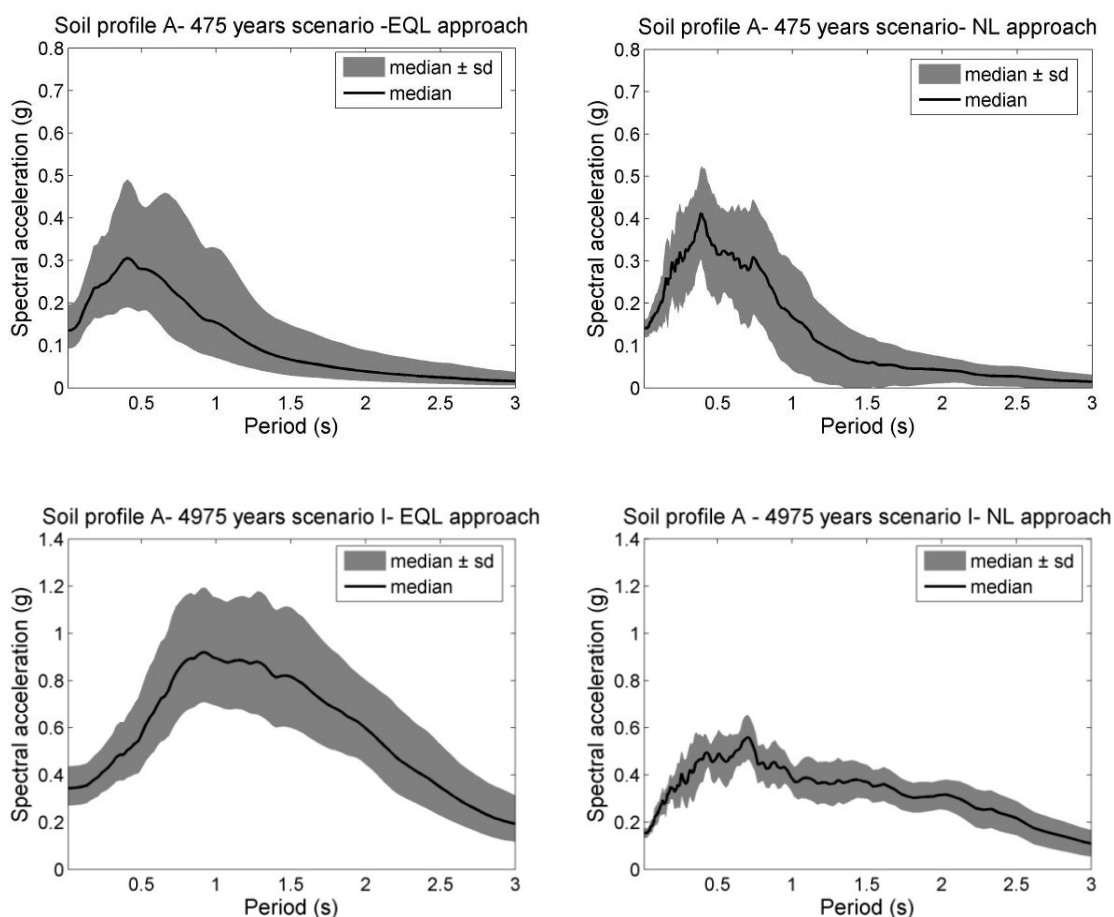 Soil profile A- 475 years scenario -EQL approach
0.8
0.7
0.6
0.5
0.4
0.3
0.2
0.1
0
Spectral acceleration (g)
median ± sd
median
0.5
1
1.5
2
2.5
3
Period (s)
Soil profile A- 475 years scenario- NL approach
0.8
0.7
0.6
0.5
0.4
0.3
0.2
0.1
0
Spectral acceleration (g)
median ± sd
median
0.5
1
1.5
2
2.5
3
Period (s)
Soil profile A- 4975 years scenario I- EQL approach
1.4
1.2
1
0.8
0.6
0.4
0.2
0
Spectral acceleration (g)
median ± sd
median
0.5
1
1.5
2
2.5
3
Period (s)
Soil profile A - 4975 years scenario I- NL approach
1.4
1.2
1
0.8
0.6
0.4
0.2
0
Spectral acceleration (g)
median ± sd
median
0.5
1
1.5
2
2.5
3
Period (s)